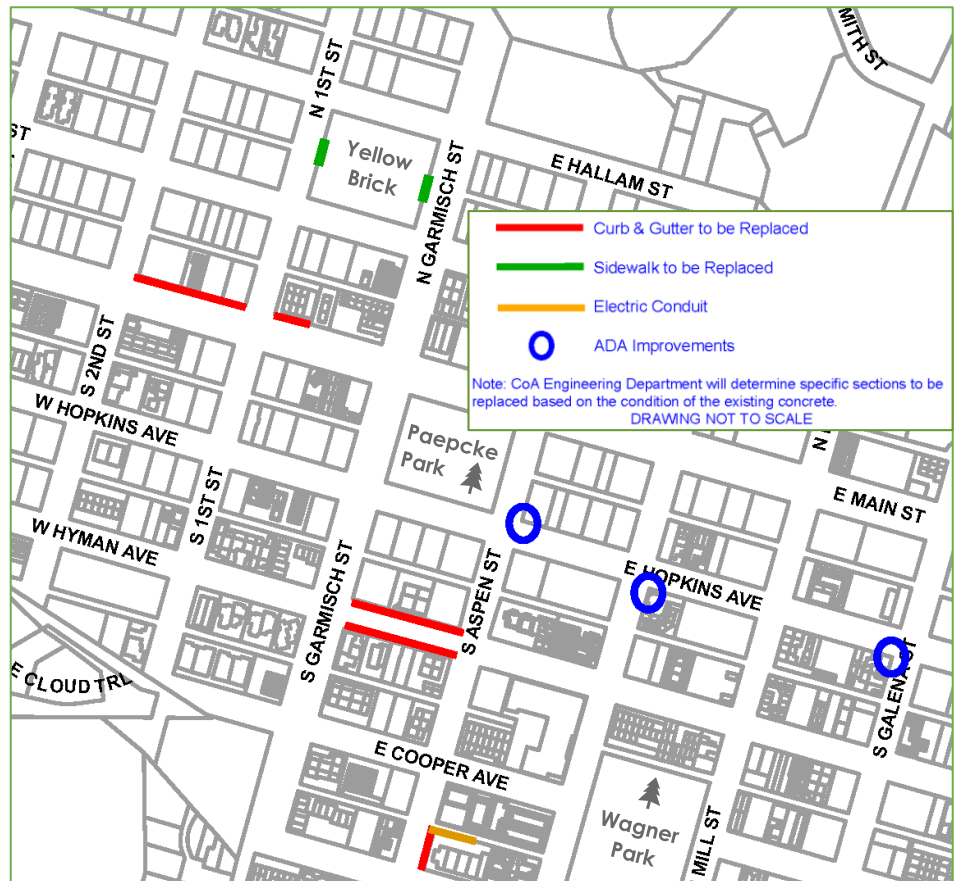 MITH ST
N 1ST ST
ST
Yellow
Brick
N GARMISCH ST
E HALLAM ST
Curb & Gutter to be Replaced
Sidewalk to be Replaced
Electric Conduit
ADA Improvements
Note: CoA Engineering Department will determine specific sections to be
replaced based on the condition of the existing concrete.
DRAWING NOT TO SCALE
S 2ND ST
W HOPKINS AVE
Paepcke
Park
N
E MAIN ST
S 1ST ST
W HYMAN AVE
S GARMISCH ST
S ASPEN ST
E HOPKINS AVE
E CLOUD TRL
S GALENA ST
E COOPER AVE
Wagner
Park
MILL ST